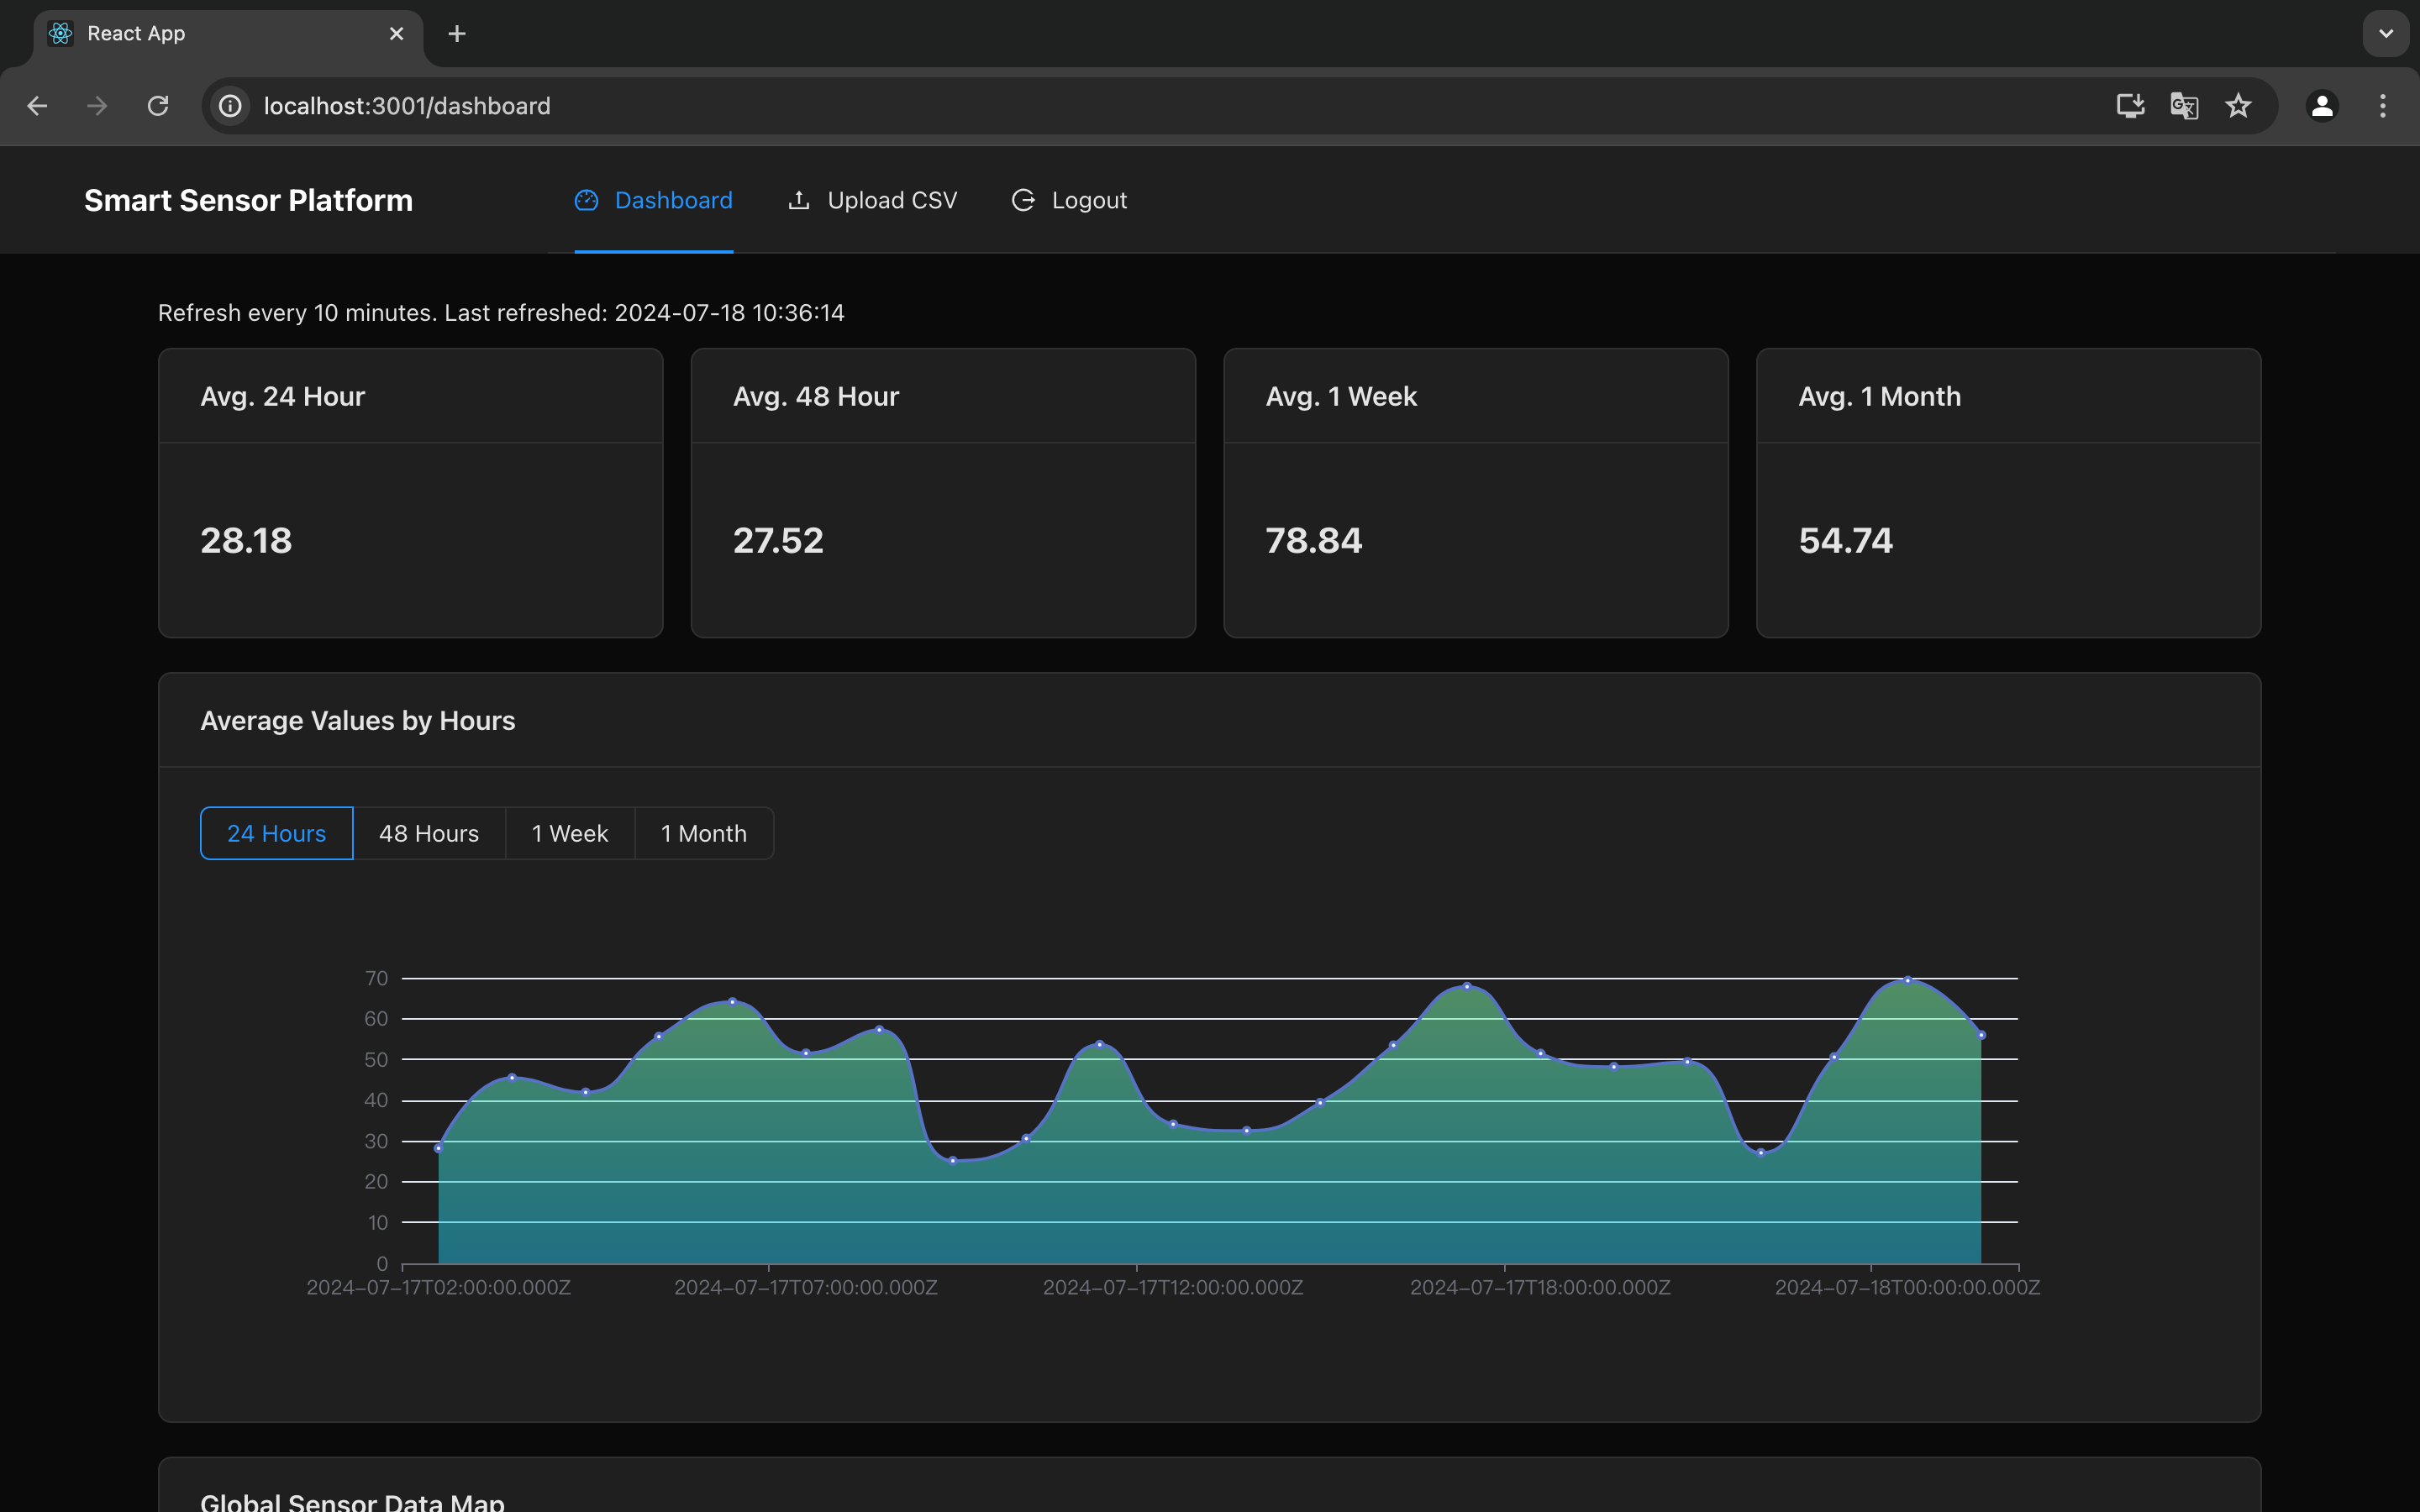 React App
localhost:3001/dashboard
Smart Sensor Platform
Dashboard
Upload CSV
Logout
Refresh every 10 minutes. Last refreshed: 2024-07-18 10:36:14
Avg. 24 Hour
Avg. 48 Hour
Avg. 1 Week
Avg. 1 Month
28.18
27.52
78.84
54.74
Average Values by Hours
24 Hours
48 Hours
1 Week
1 Month
70
60
50
40
30
20
10
0
2024-07-17T02:00:00.000Z
2024-07-17T07:00:00.000Z
2024-07-17T12:00:00.000Z
2024-07-17T18:00:00.000Z
2024-07-18T00:00:00.000Z
Global Sensor Data Map